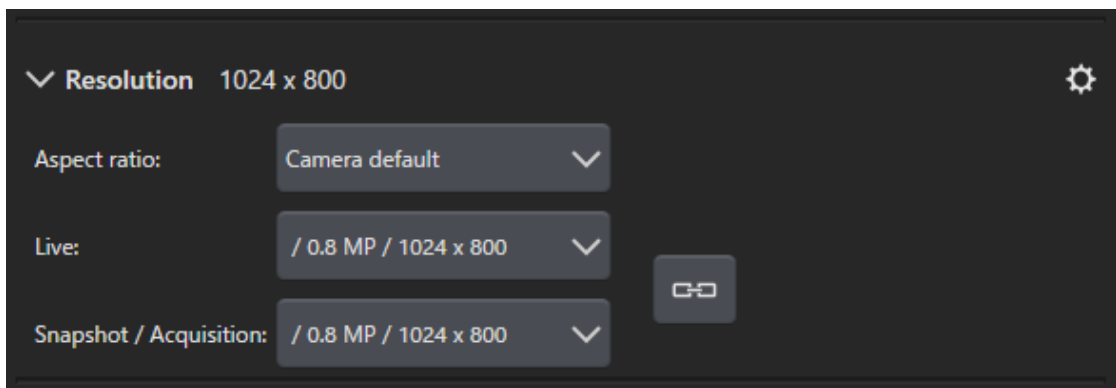 Resolution 1024 x 800
Aspect ratio: Camera default
Live: / 0.8 MP / 1024 x 800
Snapshot / Acquisition: / 0.8 MP / 1024 x 800